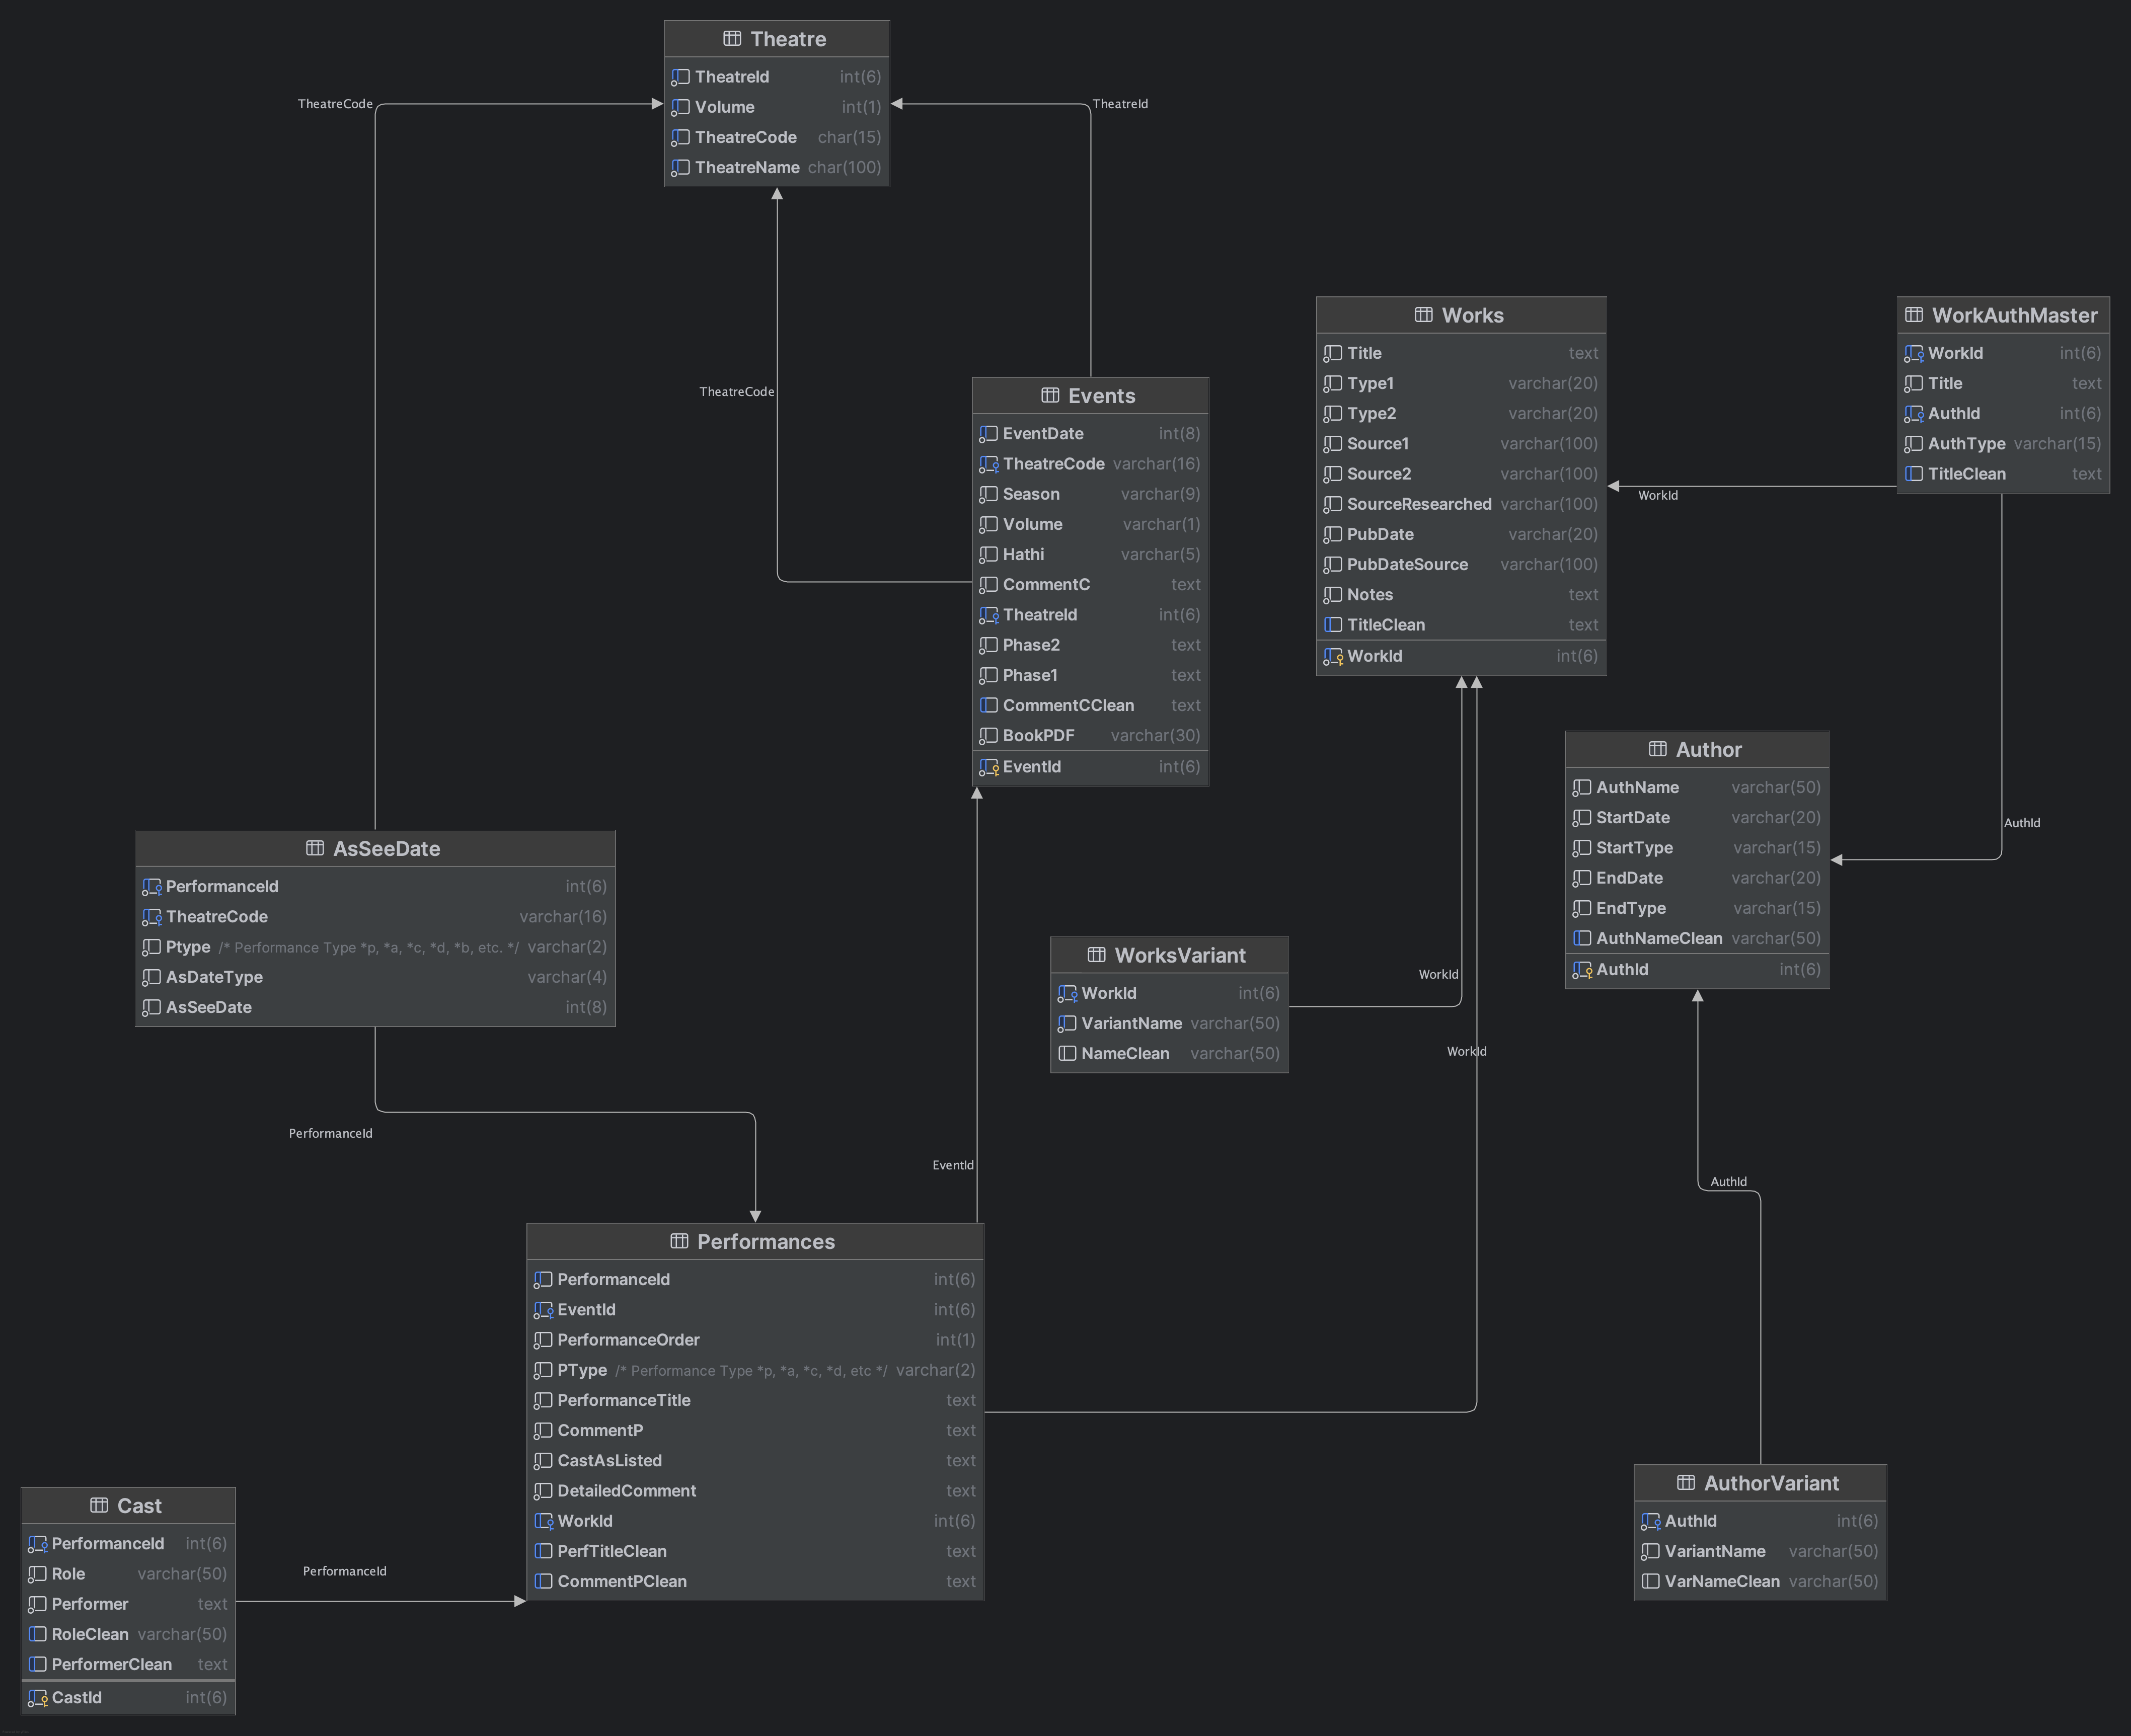 Theatre
TheatreId int(6)
Volume int(1)
TheatreCode char(15)
TheatreName char(100)
TheatreCode
TheatreId
TheatreCode
Events
EventDate int(8)
TheatreCode varchar(16)
Season varchar(9)
Volume varchar(1)
Hathi varchar(5)
CommentC text
TheatreId int(6)
Phase2 text
Phase1 text
CommentCClean text
BookPDF varchar(30)
EventId int(6)
Works
Title text
Type1 varchar(20)
Type2 varchar(20)
Source1 varchar(100)
Source2 varchar(100)
SourceResearched varchar(100)
PubDate varchar(20)
PubDateSource varchar(100)
Notes text
TitleClean text
WorkId int(6)
WorkAuthMaster
WorkId int(6)
Title text
AuthId int(6)
AuthType varchar(15)
TitleClean text
WorkId
AuthId
Author
AuthName varchar(50)
StartDate varchar(20)
StartType varchar(15)
EndDate varchar(20)
EndType varchar(15)
AuthNameClean varchar(50)
AuthId int(6)
AsSeeDate
PerformanceId int(6)
TheatreCode varchar(16)
Ptype /* Performance Type *p, *a, *c, *d, *b, etc. */ varchar(2)
AsDateType varchar(4)
AsSeeDate int(8)
WorksVariant
WorkId int(6)
VariantName varchar(50)
NameClean varchar(50)
WorkId
WorkId
PerformanceId
EventId
AuthId
Performances
PerformanceId int(6)
EventId int(6)
PerformanceOrder int(1)
PType /* Performance Type *p, *a, *c, *d, etc */ varchar(2)
PerformanceTitle text
CommentP text
CastAsListed text
DetailedComment text
WorkId int(6)
PerfTitleClean text
CommentPClean text
Cast
PerformanceId int(6)
Role varchar(50)
Performer text
RoleClean varchar(50)
PerformerClean text
CastId int(6)
PerformanceId
AuthorVariant
AuthId int(6)
VariantName varchar(50)
VarNameClean varchar(50)